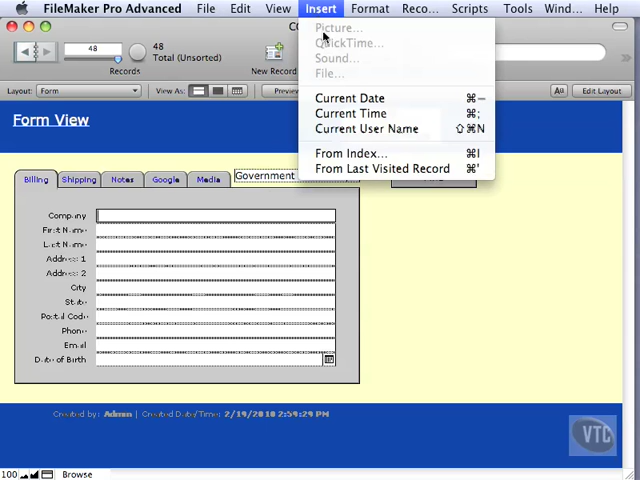 FileMaker Pro Advanced File Edit View Insert Format Reco... Scripts Tools Wind... Help
48
Records
48
Total (Unsorted)
New Record
Picture...
QuickTime...
Sound...
File...
Current Date ⌘–
Current Time ⌘;
Current User Name ⇧⌘N
From Index... ⌘I
From Last Visited Record ⌘'
Layout: Form View As: Preview Aa Edit Layout
Form View
Billing Shipping Notes Google Media Government
Company
First Name
Last Name
Address 1
Address 2
City
State
Postal Code
Phone
Email
Date of Birth
Created by: Admin | Created Date/Time: 2/19/2010 2:59:29 PM
VTC
100 Browse